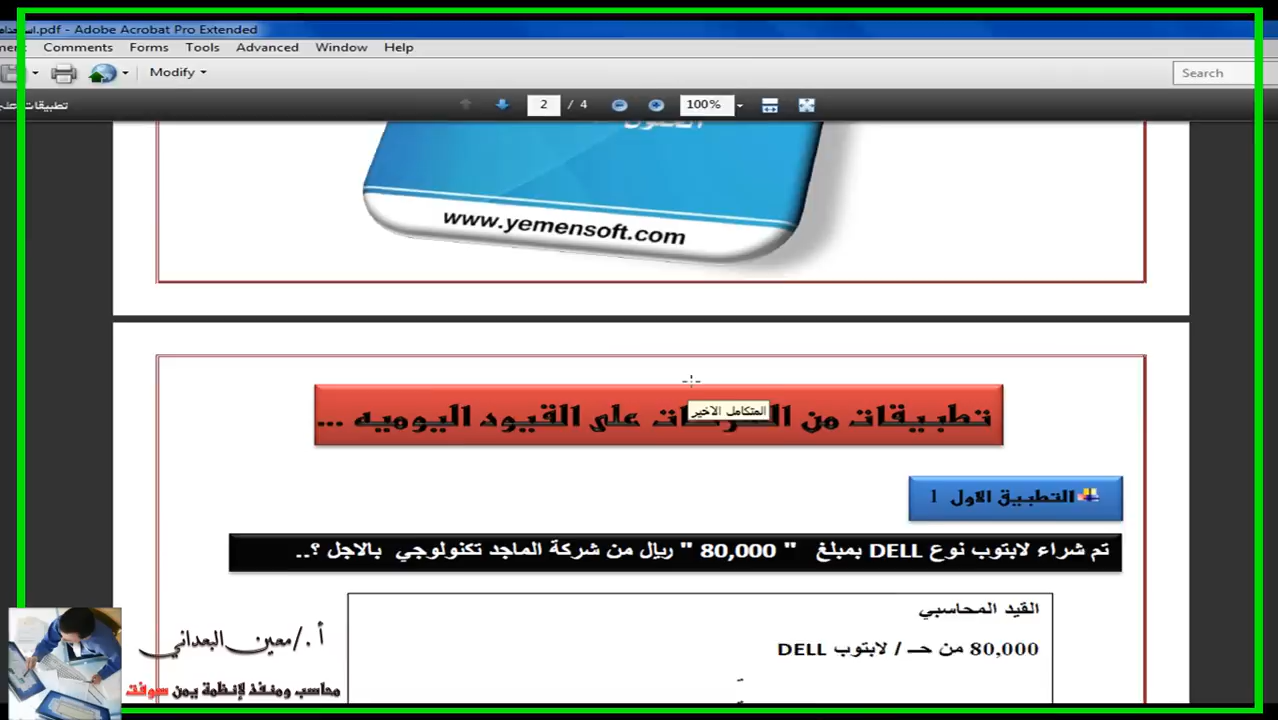 .pdf - Adobe Acrobat Pro Extended
Comments Forms Tools Advanced Window Help
Modify
Search
2 / 4
100%
تطبيقات
www.yemensoft.com
تطبيقات من على القيود اليوميه ...
المتكامل الاخير
التطبيق الاول 1
تم شراء لابتوب نوع DELL بمبلغ " 80,000 " ريال من شركة الماجد تكنولوجي بالاجل ؟..
القيد المحاسبي
80,000 من حـ / لابتوب DELL
أ./معين البعداني
محاسب ومنفذ لإنظمة يمن سوفت